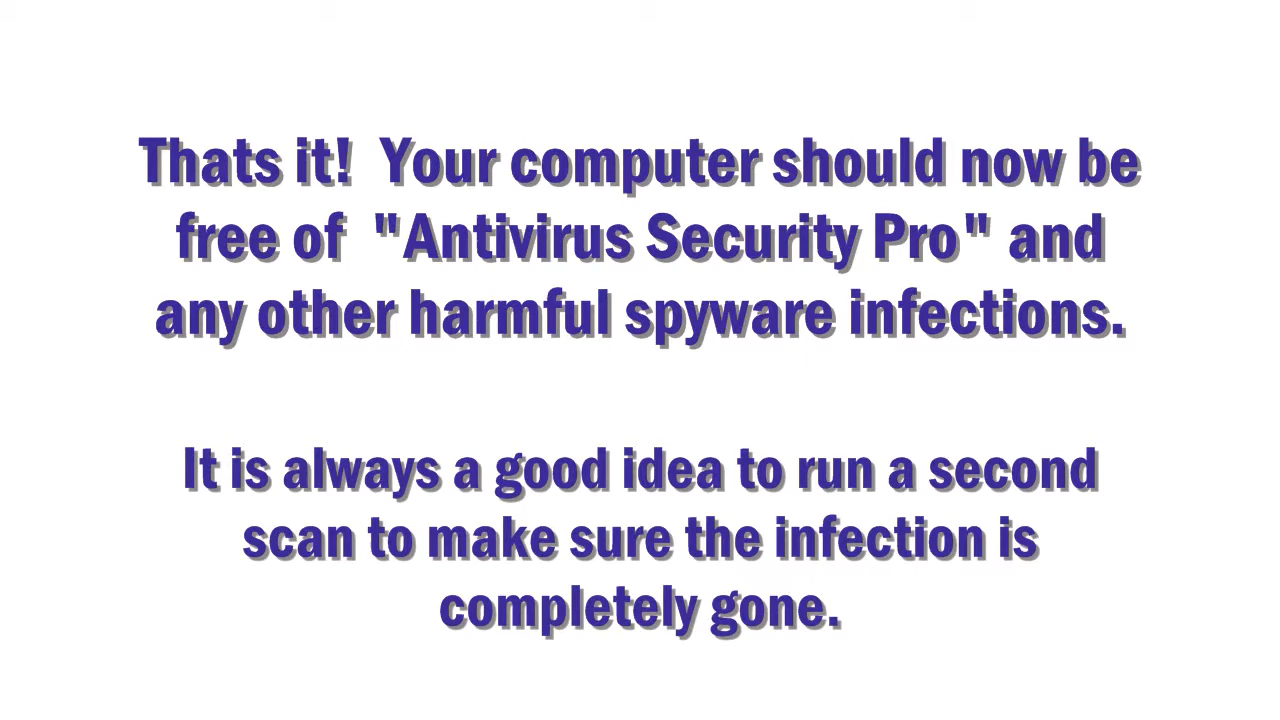 Thats it!  Your computer should now be
free of  "Antivirus Security Pro" and
any other harmful spyware infections.
It is always a good idea to run a second
scan to make sure the infection is
completely gone.